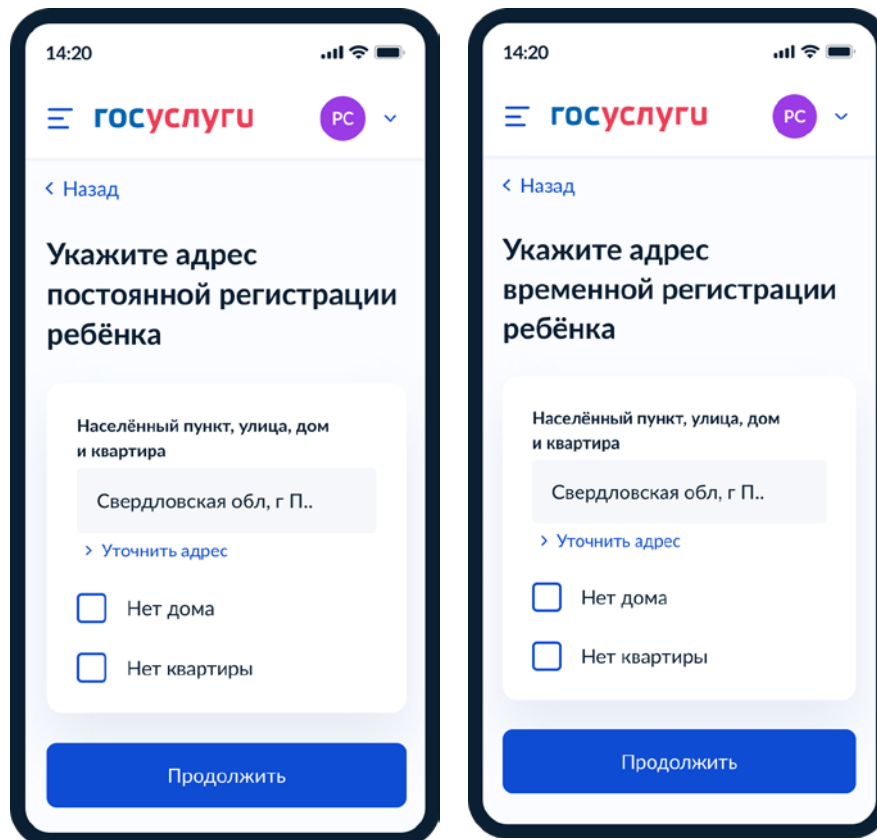 14:20
госуслуги
РС
Назад
Укажите адрес
постоянной регистрации
ребёнка
Населённый пункт, улица, дом
и квартира
Свердловская обл, г П..
Уточнить адрес
Нет дома
Нет квартиры
Продолжить
14:20
госуслуги
РС
Назад
Укажите адрес
временной регистрации
ребёнка
Населённый пункт, улица, дом
и квартира
Свердловская обл, г П..
Уточнить адрес
Нет дома
Нет квартиры
Продолжить